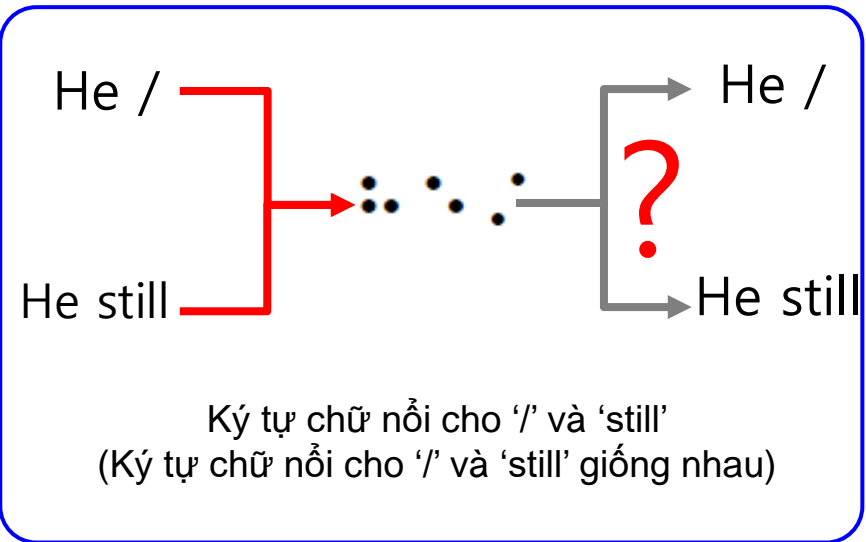 He /
He /
?
He still
He still
Ký tự chữ nổi cho ‘/’ và ‘still’
(Ký tự chữ nổi cho ‘/’ và ‘still’ giống nhau)